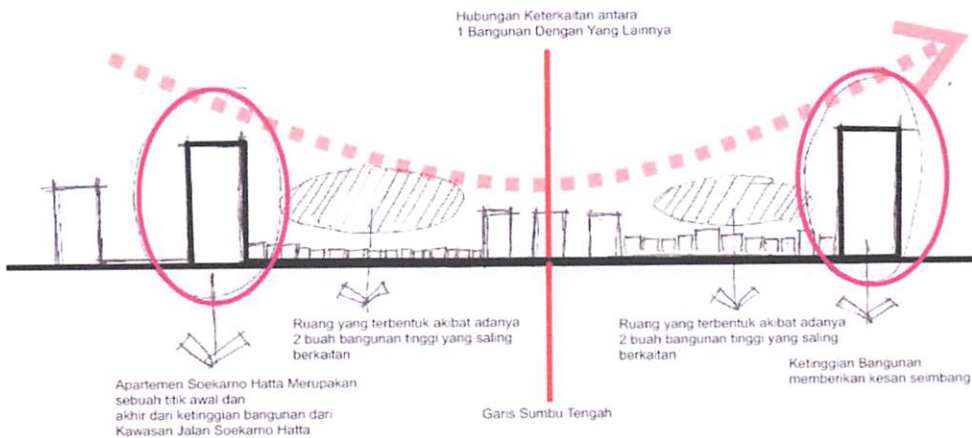 Hubungan Keterkaitan antara
1 Bangunan Dengan Yang Lainnya
Ruang yang terbentuk akibat adanya
2 buah bangunan tinggi yang saling
berkaitan
Ruang yang terbentuk akibat adanya
2 buah bangunan tinggi yang saling
berkaitan
Ketinggian Bangunan
memberikan kesan seimbang
Apartemen Soekarno Hatta Merupakan
sebuah titik awal dan
akhir dari ketinggian bangunan dari
Kawasan Jalan Soekarno Hatta
Garis Sumbu Tengah